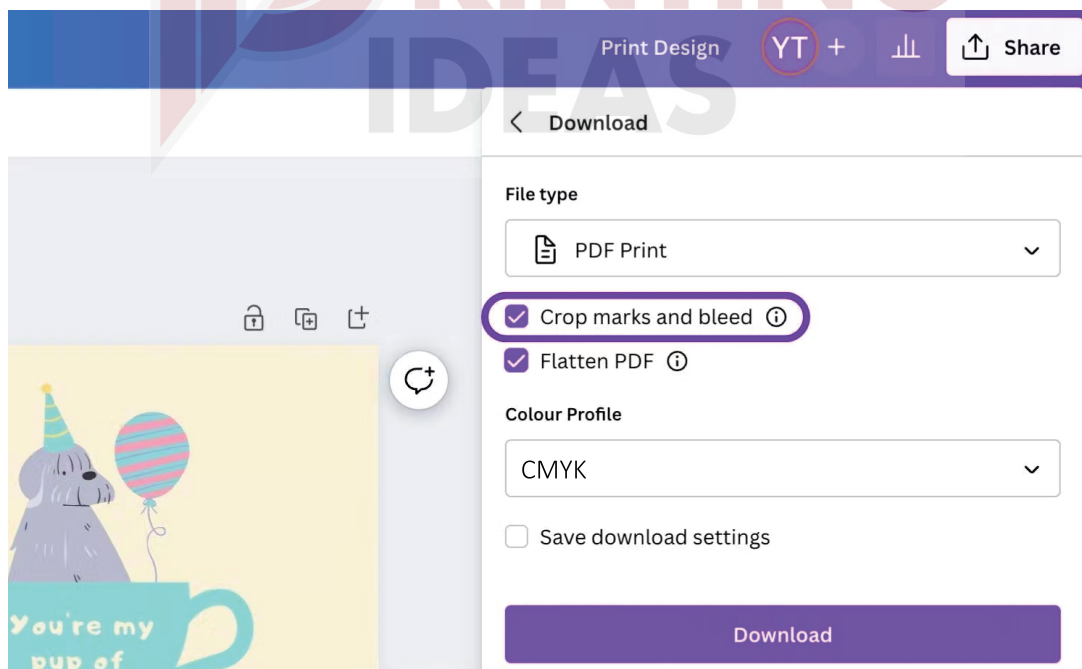 PRINTING
IDEAS
Print Design
YT
+
Share
Download
File type
PDF Print
Crop marks and bleed
Flatten PDF
Colour Profile
CMYK
Save download settings
Download
You're my
pup of